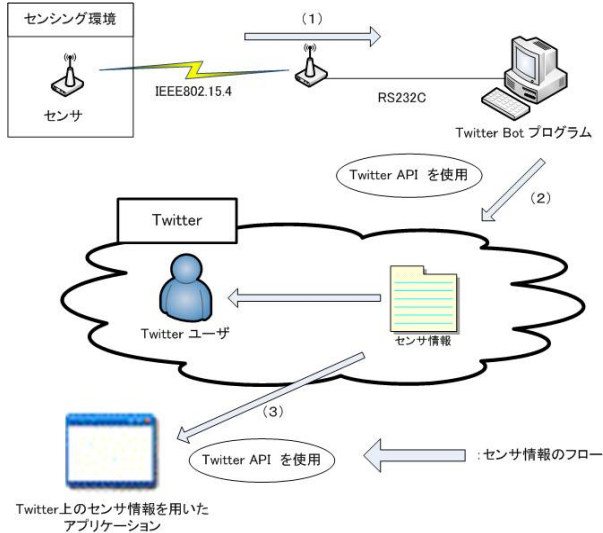 センシング環境
(1)
センサ
IEEE802.15.4
RS232C
Twitter Bot プログラム
Twitter API を使用
(2)
Twitter
Twitter ユーザ
センサ情報
(3)
Twitter API を使用
:センサ情報のフロー
Twitter上のセンサ情報を用いた
アプリケーション